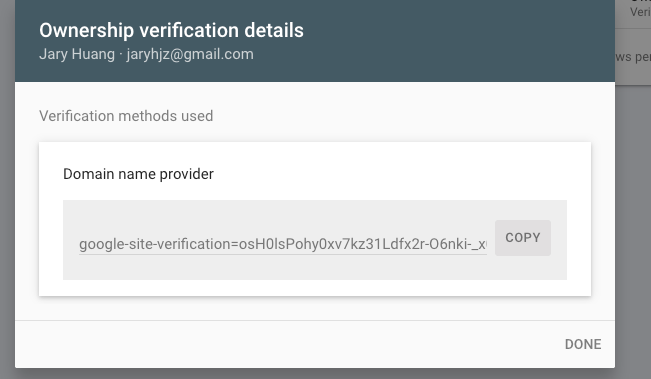 Ownership verification details
Jary Huang · jaryhjz@gmail.com
Veri
ws per
Verification methods used
Domain name provider
google-site-verification=osH0lsPohy0xv7kz31Ldfx2r-O6nki-_x
COPY
DONE